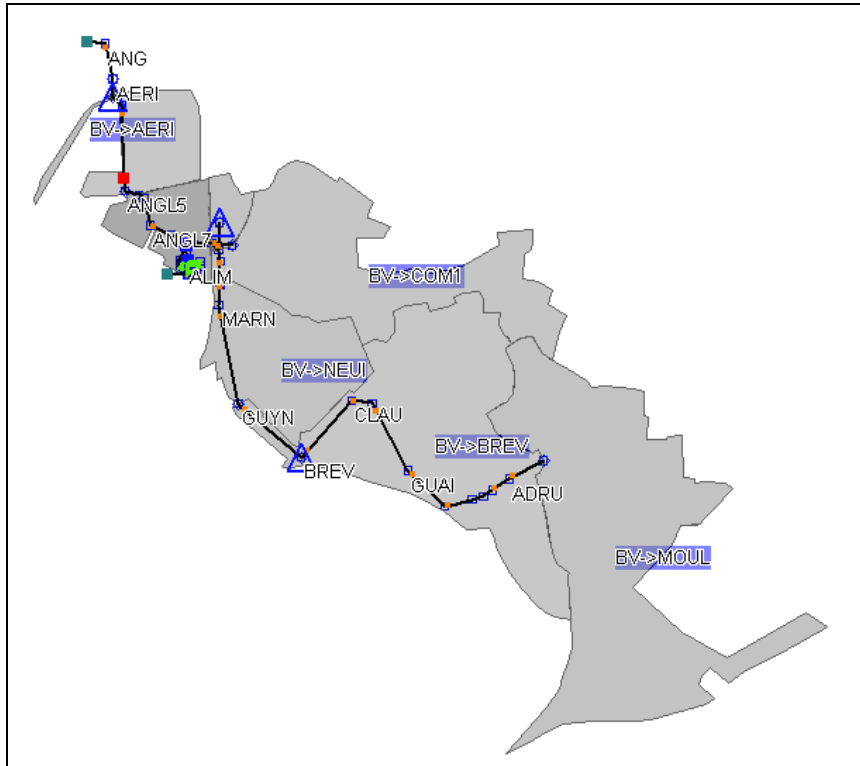 ANG
AERI
BV->AERI
ANGL5
ANGL7
ALIM
BV->COM1
MARN
BV->NEUI
GUYN
CLAU
BV->BREV
BREV
GUAI
ADRU
BV->MOUL